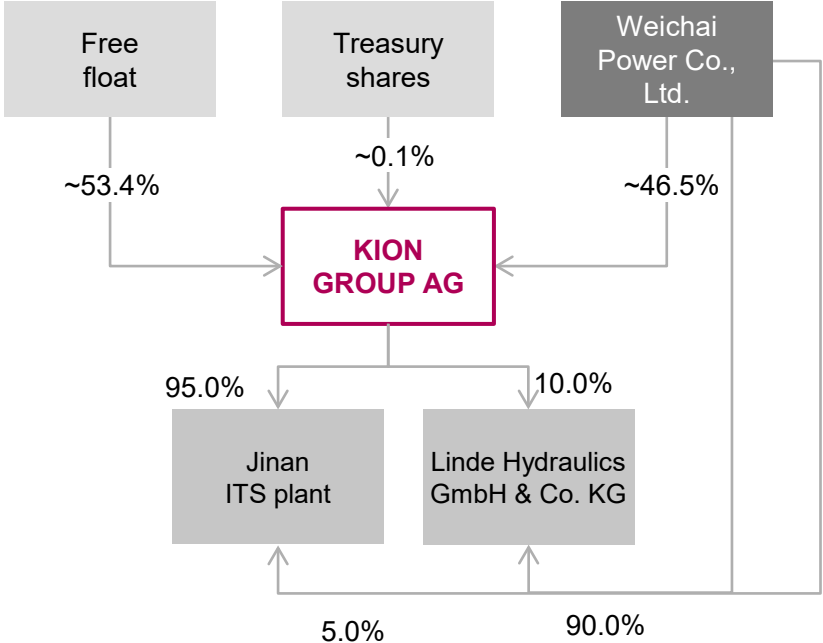 Free
float
Treasury
shares
Weichai
Power Co.,
Ltd.
~53.4%
~0.1%
~46.5%
KION
GROUP AG
95.0%
10.0%
Jinan
ITS plant
Linde Hydraulics
GmbH & Co. KG
5.0%
90.0%